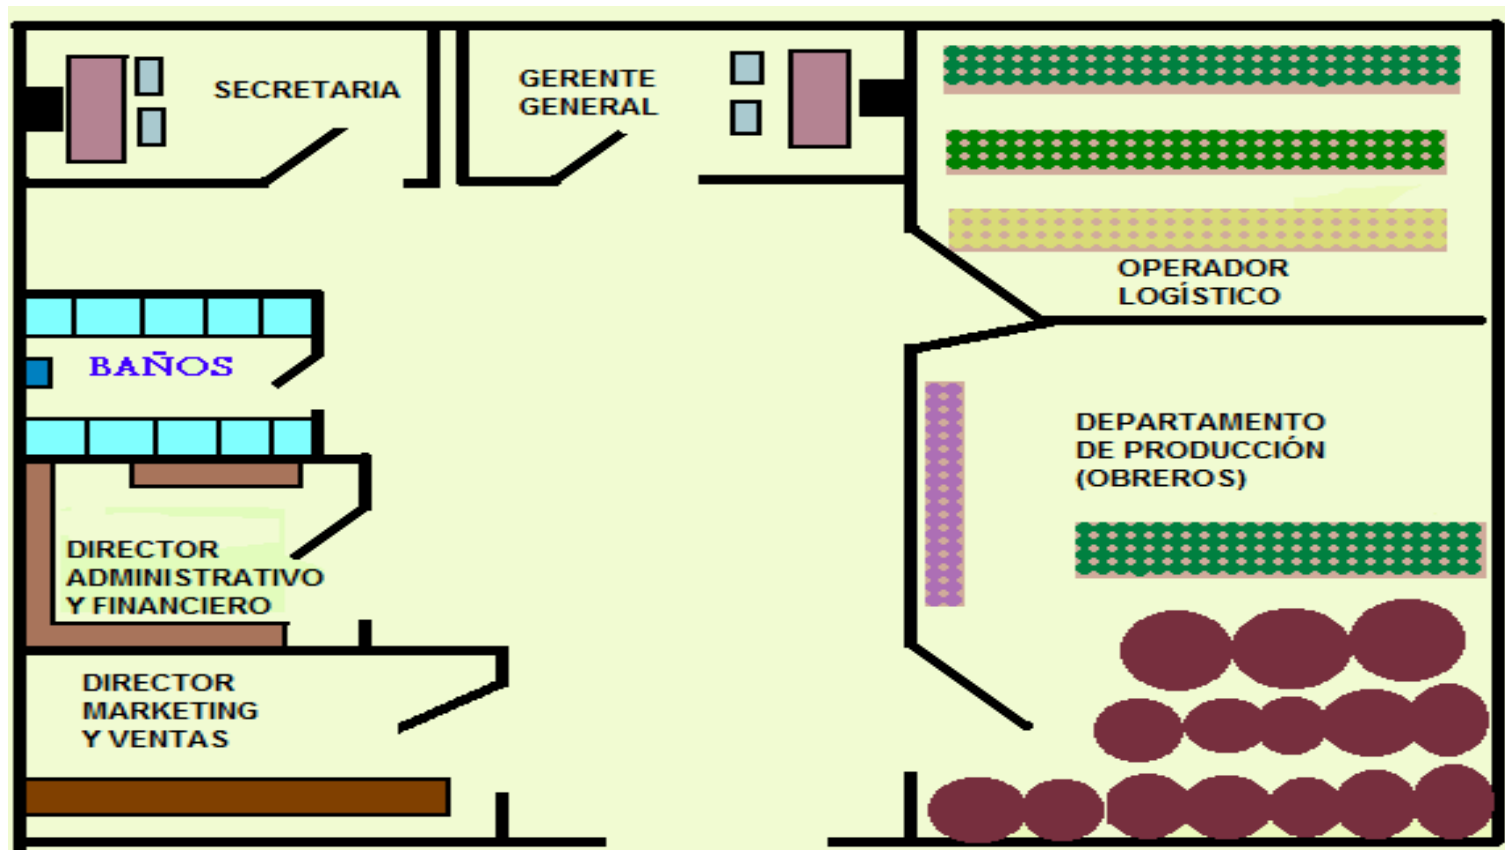 SECRETARIA
GERENTE
GENERAL
OPERADOR
LOGÍSTICO
BAÑOS
DEPARTAMENTO
DE PRODUCCIÓN
(OBREROS)
DIRECTOR
ADMINISTRATIVO
Y FINANCIERO
DIRECTOR
MARKETING
Y VENTAS